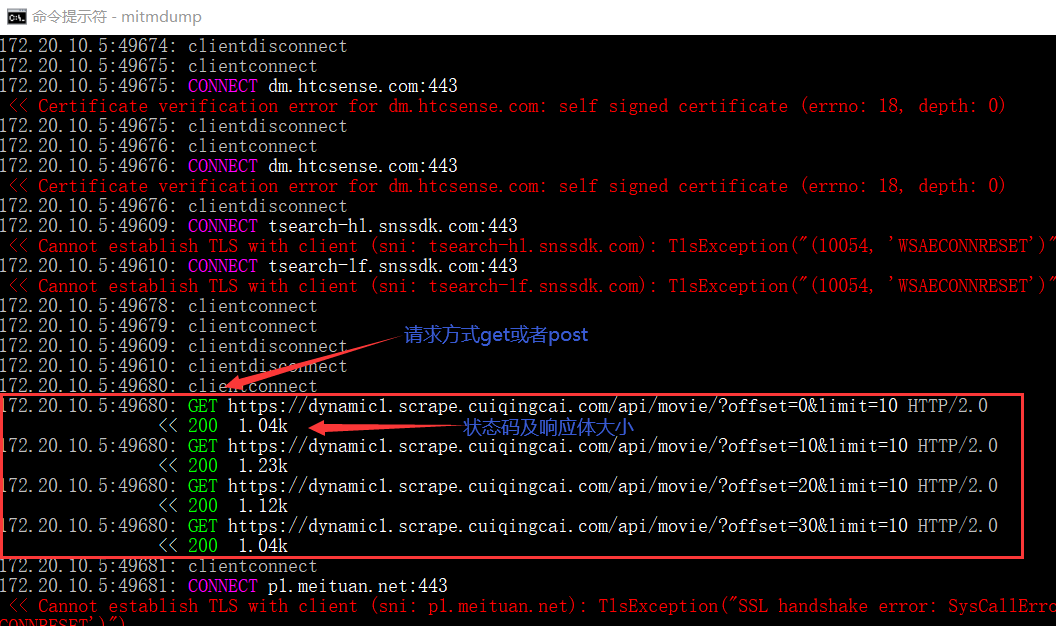 命令提示符 - mitmdump
172.20.10.5:49674: clientdisconnect
172.20.10.5:49675: clientconnect
172.20.10.5:49675: CONNECT dm.htcsense.com:443
<< Certificate verification error for dm.htcsense.com: self signed certificate (errno: 18, depth: 0)
172.20.10.5:49675: clientdisconnect
172.20.10.5:49676: clientconnect
172.20.10.5:49676: CONNECT dm.htcsense.com:443
<< Certificate verification error for dm.htcsense.com: self signed certificate (errno: 18, depth: 0)
172.20.10.5:49676: clientdisconnect
172.20.10.5:49609: CONNECT tsearch-hl.snssdk.com:443
<< Cannot establish TLS with client (sni: tsearch-hl.snssdk.com): TlsException("(10054, 'WSAECONNRESET')"
172.20.10.5:49610: CONNECT tsearch-lf.snssdk.com:443
<< Cannot establish TLS with client (sni: tsearch-lf.snssdk.com): TlsException("(10054, 'WSAECONNRESET')"
172.20.10.5:49678: clientconnect
172.20.10.5:49679: clientconnect
请求方式get或者post
172.20.10.5:49609: clientdisconnect
172.20.10.5:49610: clientdisconnect
172.20.10.5:49680: clientconnect
172.20.10.5:49680: GET https://dynamic1.scrape.cuiqingcai.com/api/movie/?offset=0&limit=10 HTTP/2.0
<< 200 1.04k
状态码及响应体大小
172.20.10.5:49680: GET https://dynamic1.scrape.cuiqingcai.com/api/movie/?offset=10&limit=10 HTTP/2.0
<< 200 1.23k
172.20.10.5:49680: GET https://dynamic1.scrape.cuiqingcai.com/api/movie/?offset=20&limit=10 HTTP/2.0
<< 200 1.12k
172.20.10.5:49680: GET https://dynamic1.scrape.cuiqingcai.com/api/movie/?offset=30&limit=10 HTTP/2.0
<< 200 1.04k
172.20.10.5:49681: clientconnect
172.20.10.5:49681: CONNECT p1.meituan.net:443
<< Cannot establish TLS with client (sni: p1.meituan.net): TlsException("SSL handshake error: SysCallErro
CONNRESET')")